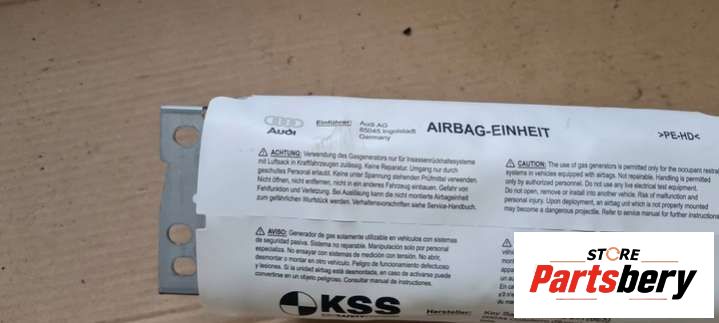 Audi
Einführer:
Audi AG
85045 Ingolstadt
Germany
AIRBAG-EINHEIT
>PE-HD<
ACHTUNG: Verwendung des Gasgenerators nur für Insassenrückhaltesysteme
mit Luftsack in Kraftfahrzeugen zulässig. Keine Reparatur. Umgang nur durch
geschultes Personal erlaubt. Keine unter Spannung stehenden Prüfmittel verwenden.
Nicht öffnen, nicht entfernen, nicht in ein anderes Fahrzeug einbauen. Gefahr von
Fehlfunktion und Verletzung. Bei Auslösung kann die nicht montierte Airbageinheit
zum gefährlichen Wurfstück werden. Verhaltensvorschriften siehe Service-Handbuch.
CAUTION: The use of gas generators is permitted only for the occupant restra
systems in vehicles equipped with airbags. Not repairable. Handling is permitted
only by authorized personnel. Do not use any live electrical test equipment.
Do not open, remove or install into another vehicle. Risk of malfunction and
personal injury. Upon deployment, an airbag unit which is not properly mounted
may become a dangerous projectile. Refer to service manual for further instructions
AVISO: Generador de gas solamente utilizable en vehículos con sistemas
de seguridad pasiva. Sistema no reparable. Manipulación solo por personal
especializado. No ensayar con sistemas de medición con tensión. No abrir,
desmontar o montar en otro vehículo. Peligro de funcionamiento defectuoso
y lesiones. Si la unidad airbag está desmontada, en caso de activarse puede
convertirse en un objeto peligroso. Consultar manual de instrucciones.
KSS
Hersteller:
Key Sa
STORE
Partsbery